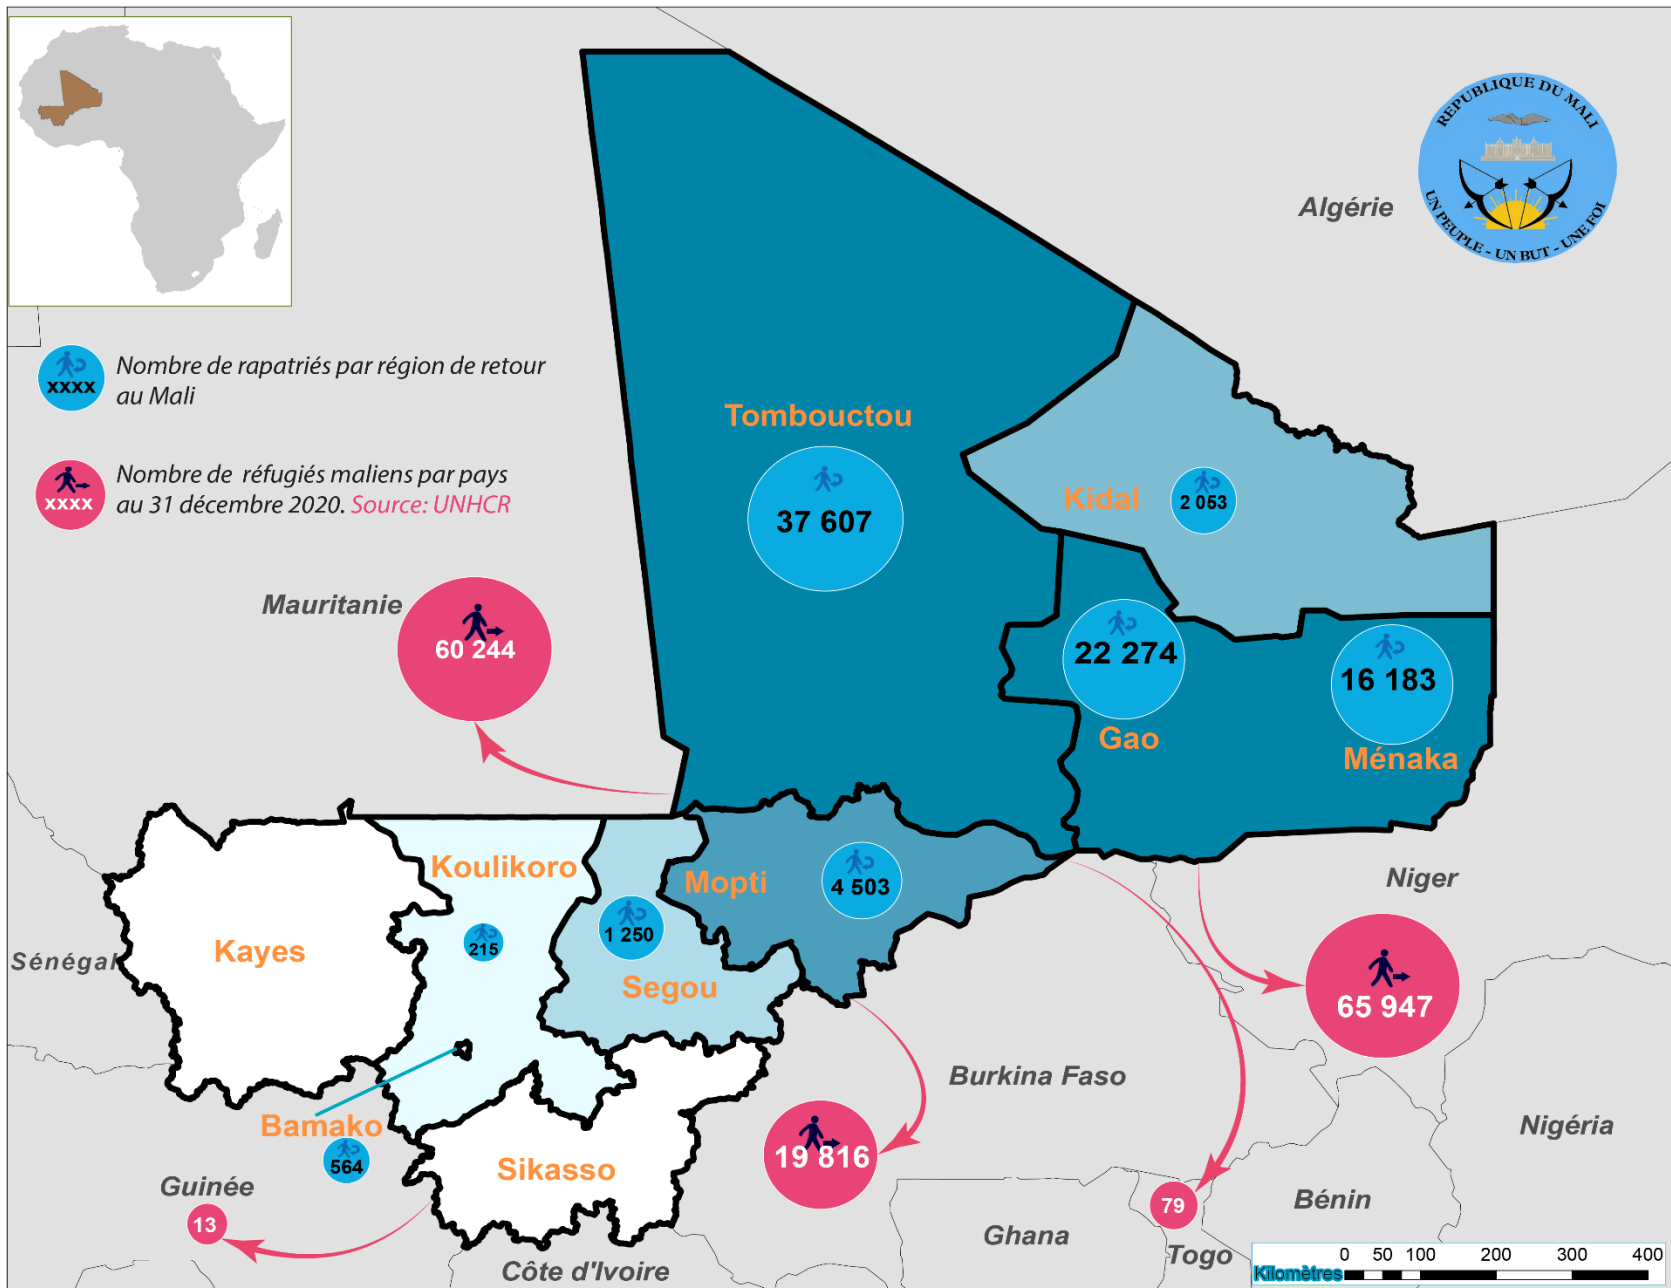 REPUBLIQUE DU MALI
UN PEUPLE - UN BUT - UNE FOI
Algérie
Nombre de rapatriés par région de retour
au Mali
xxxx
Nombre de réfugiés maliens par pays
au 31 décembre 2020. Source: UNHCR
xxxx
Tombouctou
37 607
Kidal
2 053
Mauritanie
60 244
22 274
Gao
16 183
Ménaka
Koulikoro
215
Mopti
4 503
Niger
Kayes
1 250
Segou
Sénégal
65 947
Burkina Faso
Bamako
564
Sikasso
19 816
Nigéria
Guinée
13
79
Bénin
Ghana
Togo
Côte d'Ivoire
0 50 100 200 300 400
Kilomètres